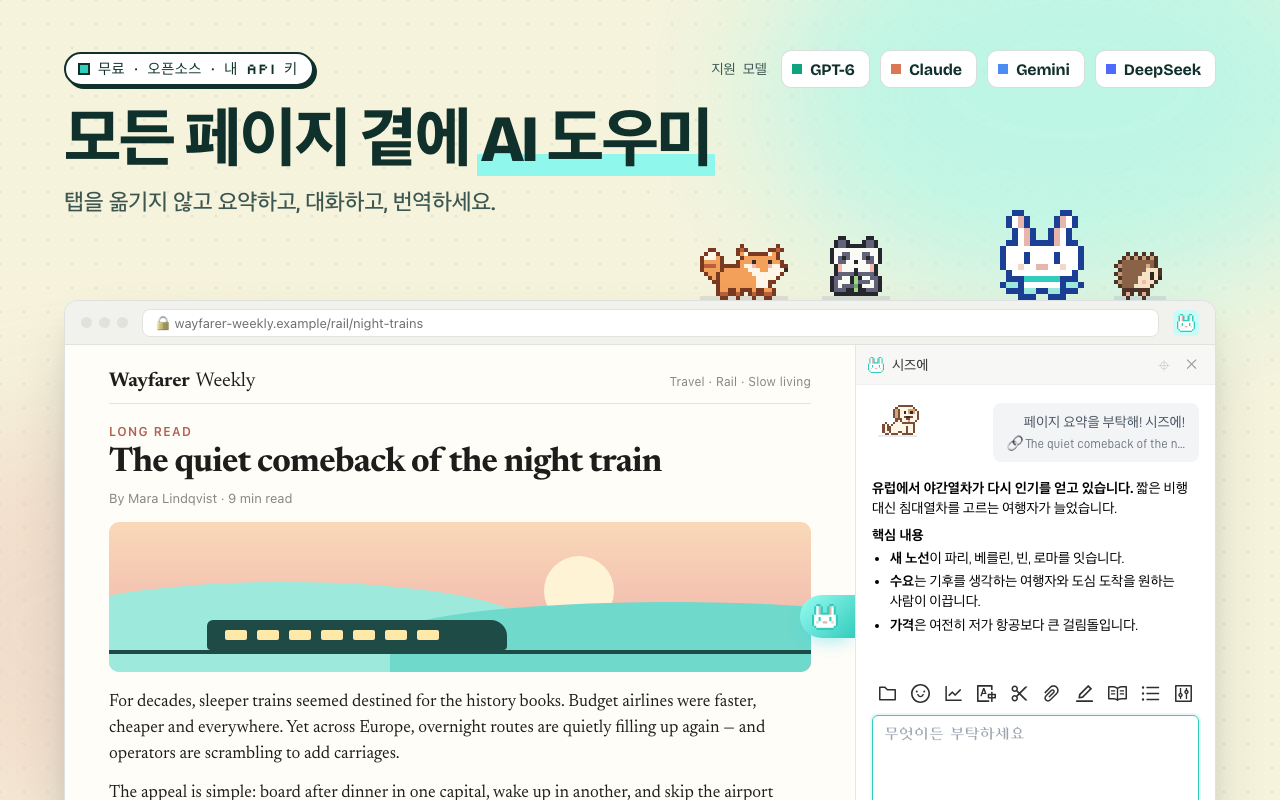 무료 · 오픈소스 · 내 API 키
지원 모델
GPT-6
Claude
Gemini
DeepSeek
모든 페이지 곁에 AI 도우미
탭을 옮기지 않고 요약하고, 대화하고, 번역하세요.
wayfarer-weekly.example/rail/night-trains
Wayfarer Weekly
Travel · Rail · Slow living
LONG READ
The quiet comeback of the night train
By Mara Lindqvist · 9 min read
For decades, sleeper trains seemed destined for the history books. Budget airlines were faster,
cheaper and everywhere. Yet across Europe, overnight routes are quietly filling up again — and
operators are scrambling to add carriages.
The appeal is simple: board after dinner in one capital, wake up in another, and skip the airport
시즈에
페이지 요약을 부탁해! 시즈에!
The quiet comeback of the n...
유럽에서 야간열차가 다시 인기를 얻고 있습니다. 짧은 비행
대신 침대열차를 고르는 여행자가 늘었습니다.
핵심 내용
• 새 노선이 파리, 베를린, 빈, 로마를 잇습니다.
• 수요는 기후를 생각하는 여행자와 도심 도착을 원하는
사람이 이끕니다.
• 가격은 여전히 저가 항공보다 큰 걸림돌입니다.
무엇이든 부탁하세요